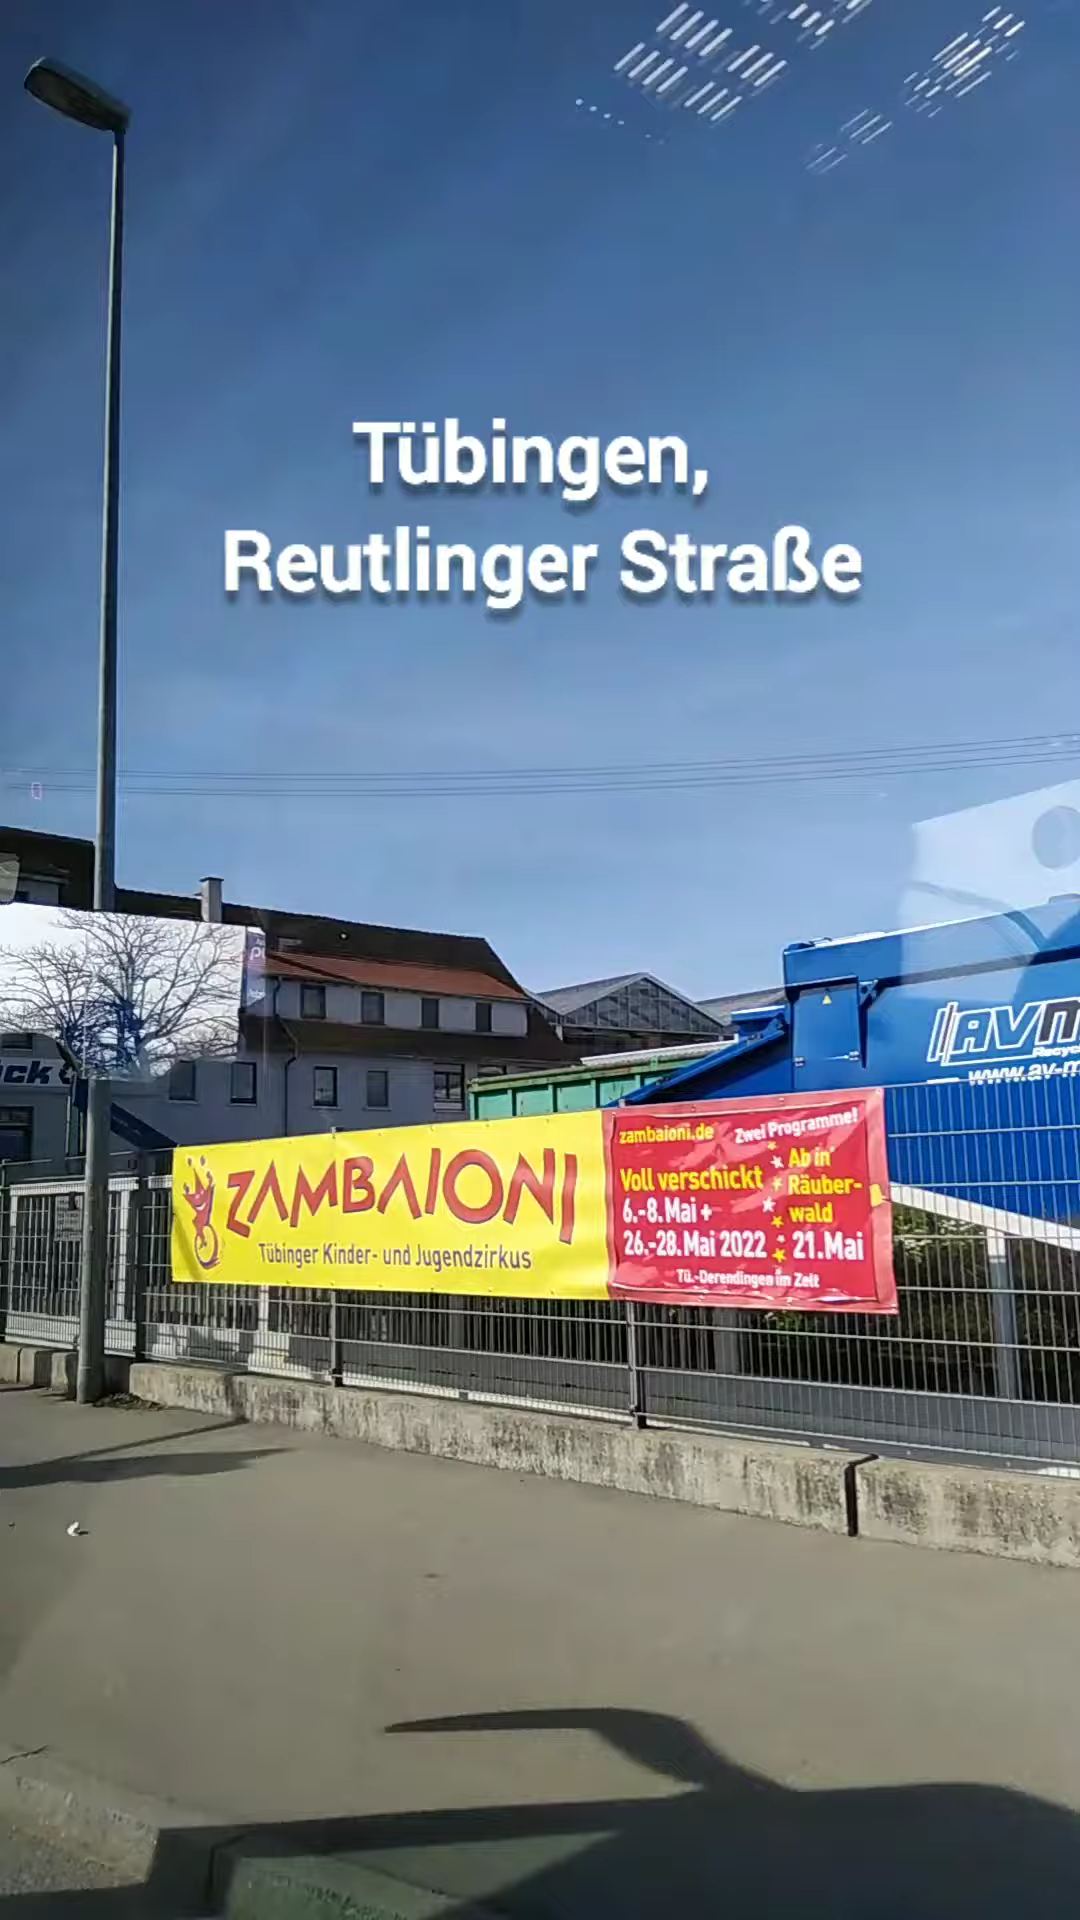 Tübingen,
Reutlinger Straße
ZAMBAIONI
Tübinger Kinder- und Jugendzirkus
zambaioni.de
Zwei Programme!
Voll verschickt
6.-8. Mai +
26.-28. Mai 2022
Ab in'
Räuber-
wald
21. Mai
Tü.-Derendingen im Zelt
AVM
www.av-m